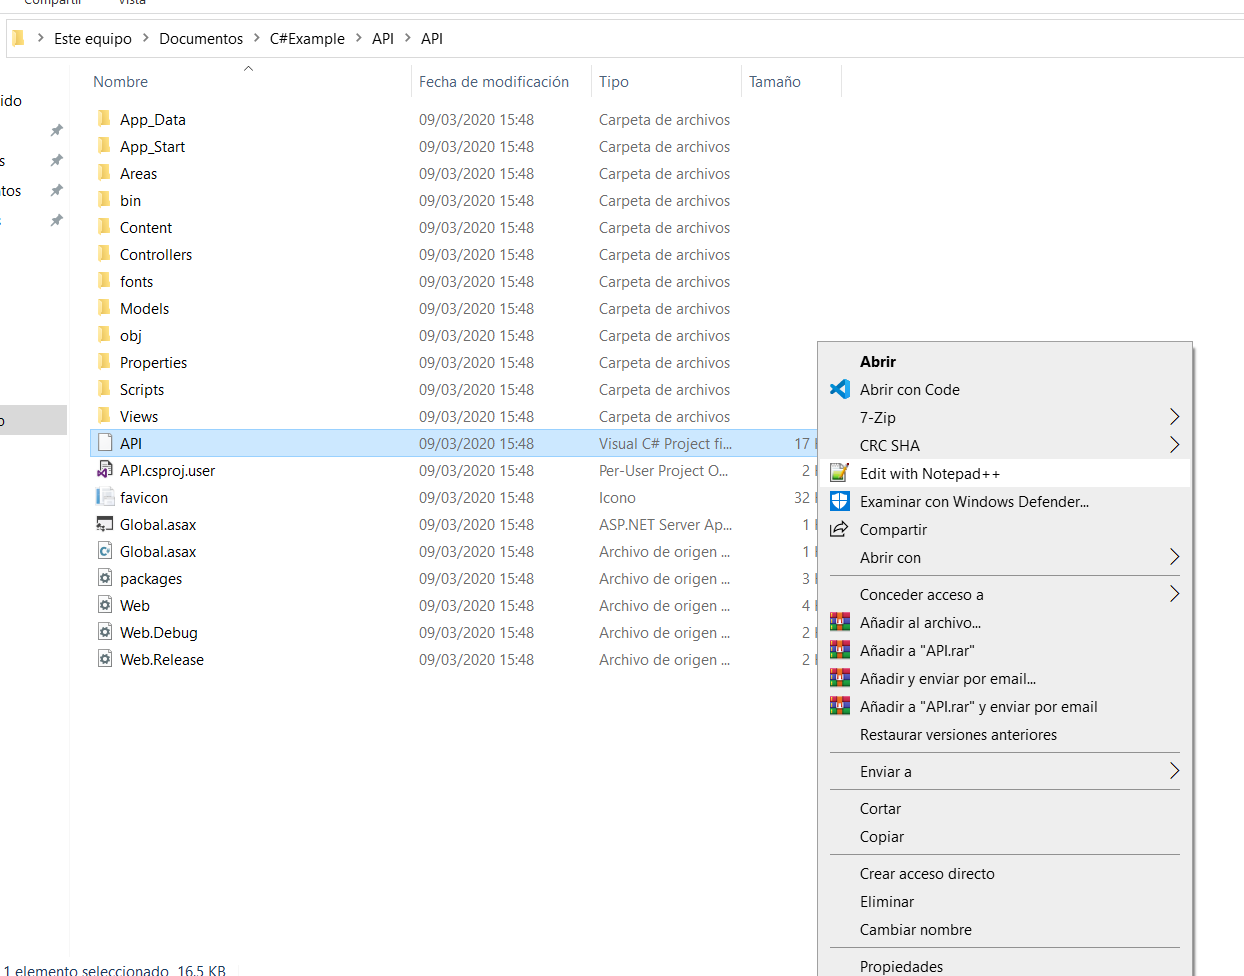 Compartir Vista
Este equipo Documentos C#Example API API
Nombre Fecha de modificación Tipo Tamaño
App_Data 09/03/2020 15:48 Carpeta de archivos
App_Start 09/03/2020 15:48 Carpeta de archivos
Areas 09/03/2020 15:48 Carpeta de archivos
bin 09/03/2020 15:48 Carpeta de archivos
Content 09/03/2020 15:48 Carpeta de archivos
Controllers 09/03/2020 15:48 Carpeta de archivos
fonts 09/03/2020 15:48 Carpeta de archivos
Models 09/03/2020 15:48 Carpeta de archivos
obj 09/03/2020 15:48 Carpeta de archivos
Properties 09/03/2020 15:48 Carpeta de archivos
Scripts 09/03/2020 15:48 Carpeta de archivos
Views 09/03/2020 15:48 Carpeta de archivos
API 09/03/2020 15:48 Visual C# Project fi... 17
API.csproj.user 09/03/2020 15:48 Per-User Project O... 2
favicon 09/03/2020 15:48 Icono 32
Global.asax 09/03/2020 15:48 ASP.NET Server Ap... 1
Global.asax 09/03/2020 15:48 Archivo de origen ... 1
packages 09/03/2020 15:48 Archivo de origen ... 3
Web 09/03/2020 15:48 Archivo de origen ... 4
Web.Debug 09/03/2020 15:48 Archivo de origen ... 2
Web.Release 09/03/2020 15:48 Archivo de origen ... 2
ido
s
tos
Abrir
Abrir con Code
7-Zip
CRC SHA
Edit with Notepad++
Examinar con Windows Defender...
Compartir
Abrir con
Conceder acceso a
Añadir al archivo...
Añadir a "API.rar"
Añadir y enviar por email...
Añadir a "API.rar" y enviar por email
Restaurar versiones anteriores
Enviar a
Cortar
Copiar
Crear acceso directo
Eliminar
Cambiar nombre
Propiedades
1 elemento seleccionado 16,5 KB